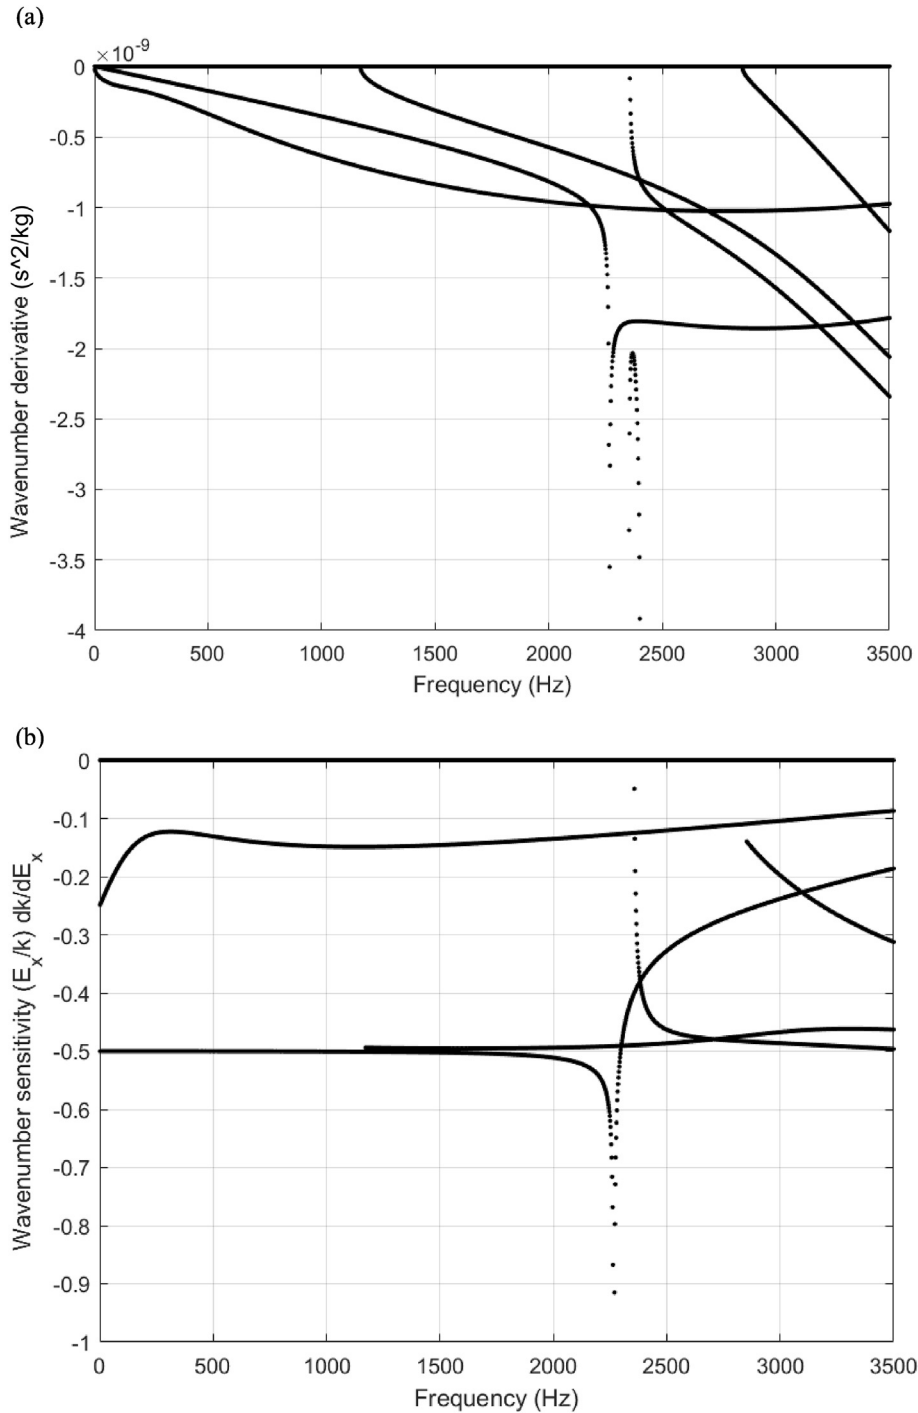 (a)
×10^-9
0
-0.5
-1
-1.5
-2
-2.5
-3
-3.5
-4
Wavenumber derivative (s^2/kg)
0 500 1000 1500 2000 2500 3000 3500
Frequency (Hz)
(b)
0
-0.1
-0.2
-0.3
-0.4
-0.5
-0.6
-0.7
-0.8
-0.9
-1
Wavenumber sensitivity (E_x/k) dk/dE_x
0 500 1000 1500 2000 2500 3000 3500
Frequency (Hz)